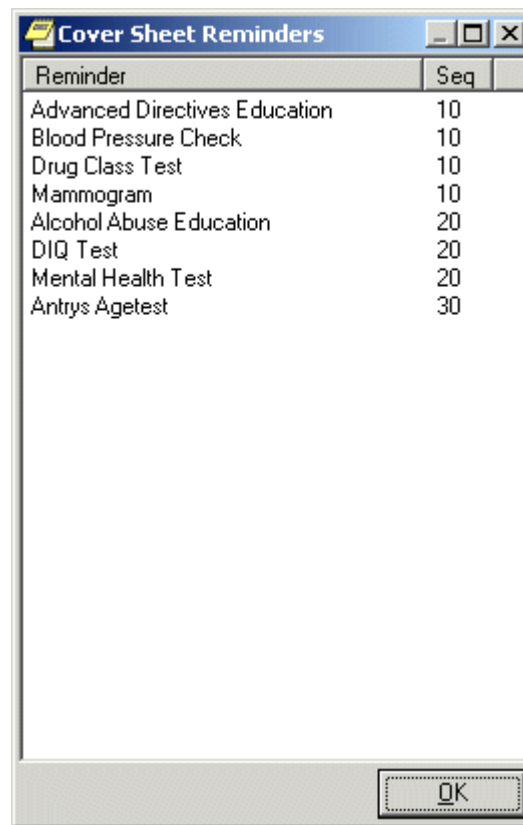 Cover Sheet Reminders
Reminder Seq
Advanced Directives Education 10
Blood Pressure Check 10
Drug Class Test 10
Mammogram 10
Alcohol Abuse Education 20
DIQ Test 20
Mental Health Test 20
Antrys Agetest 30
OK